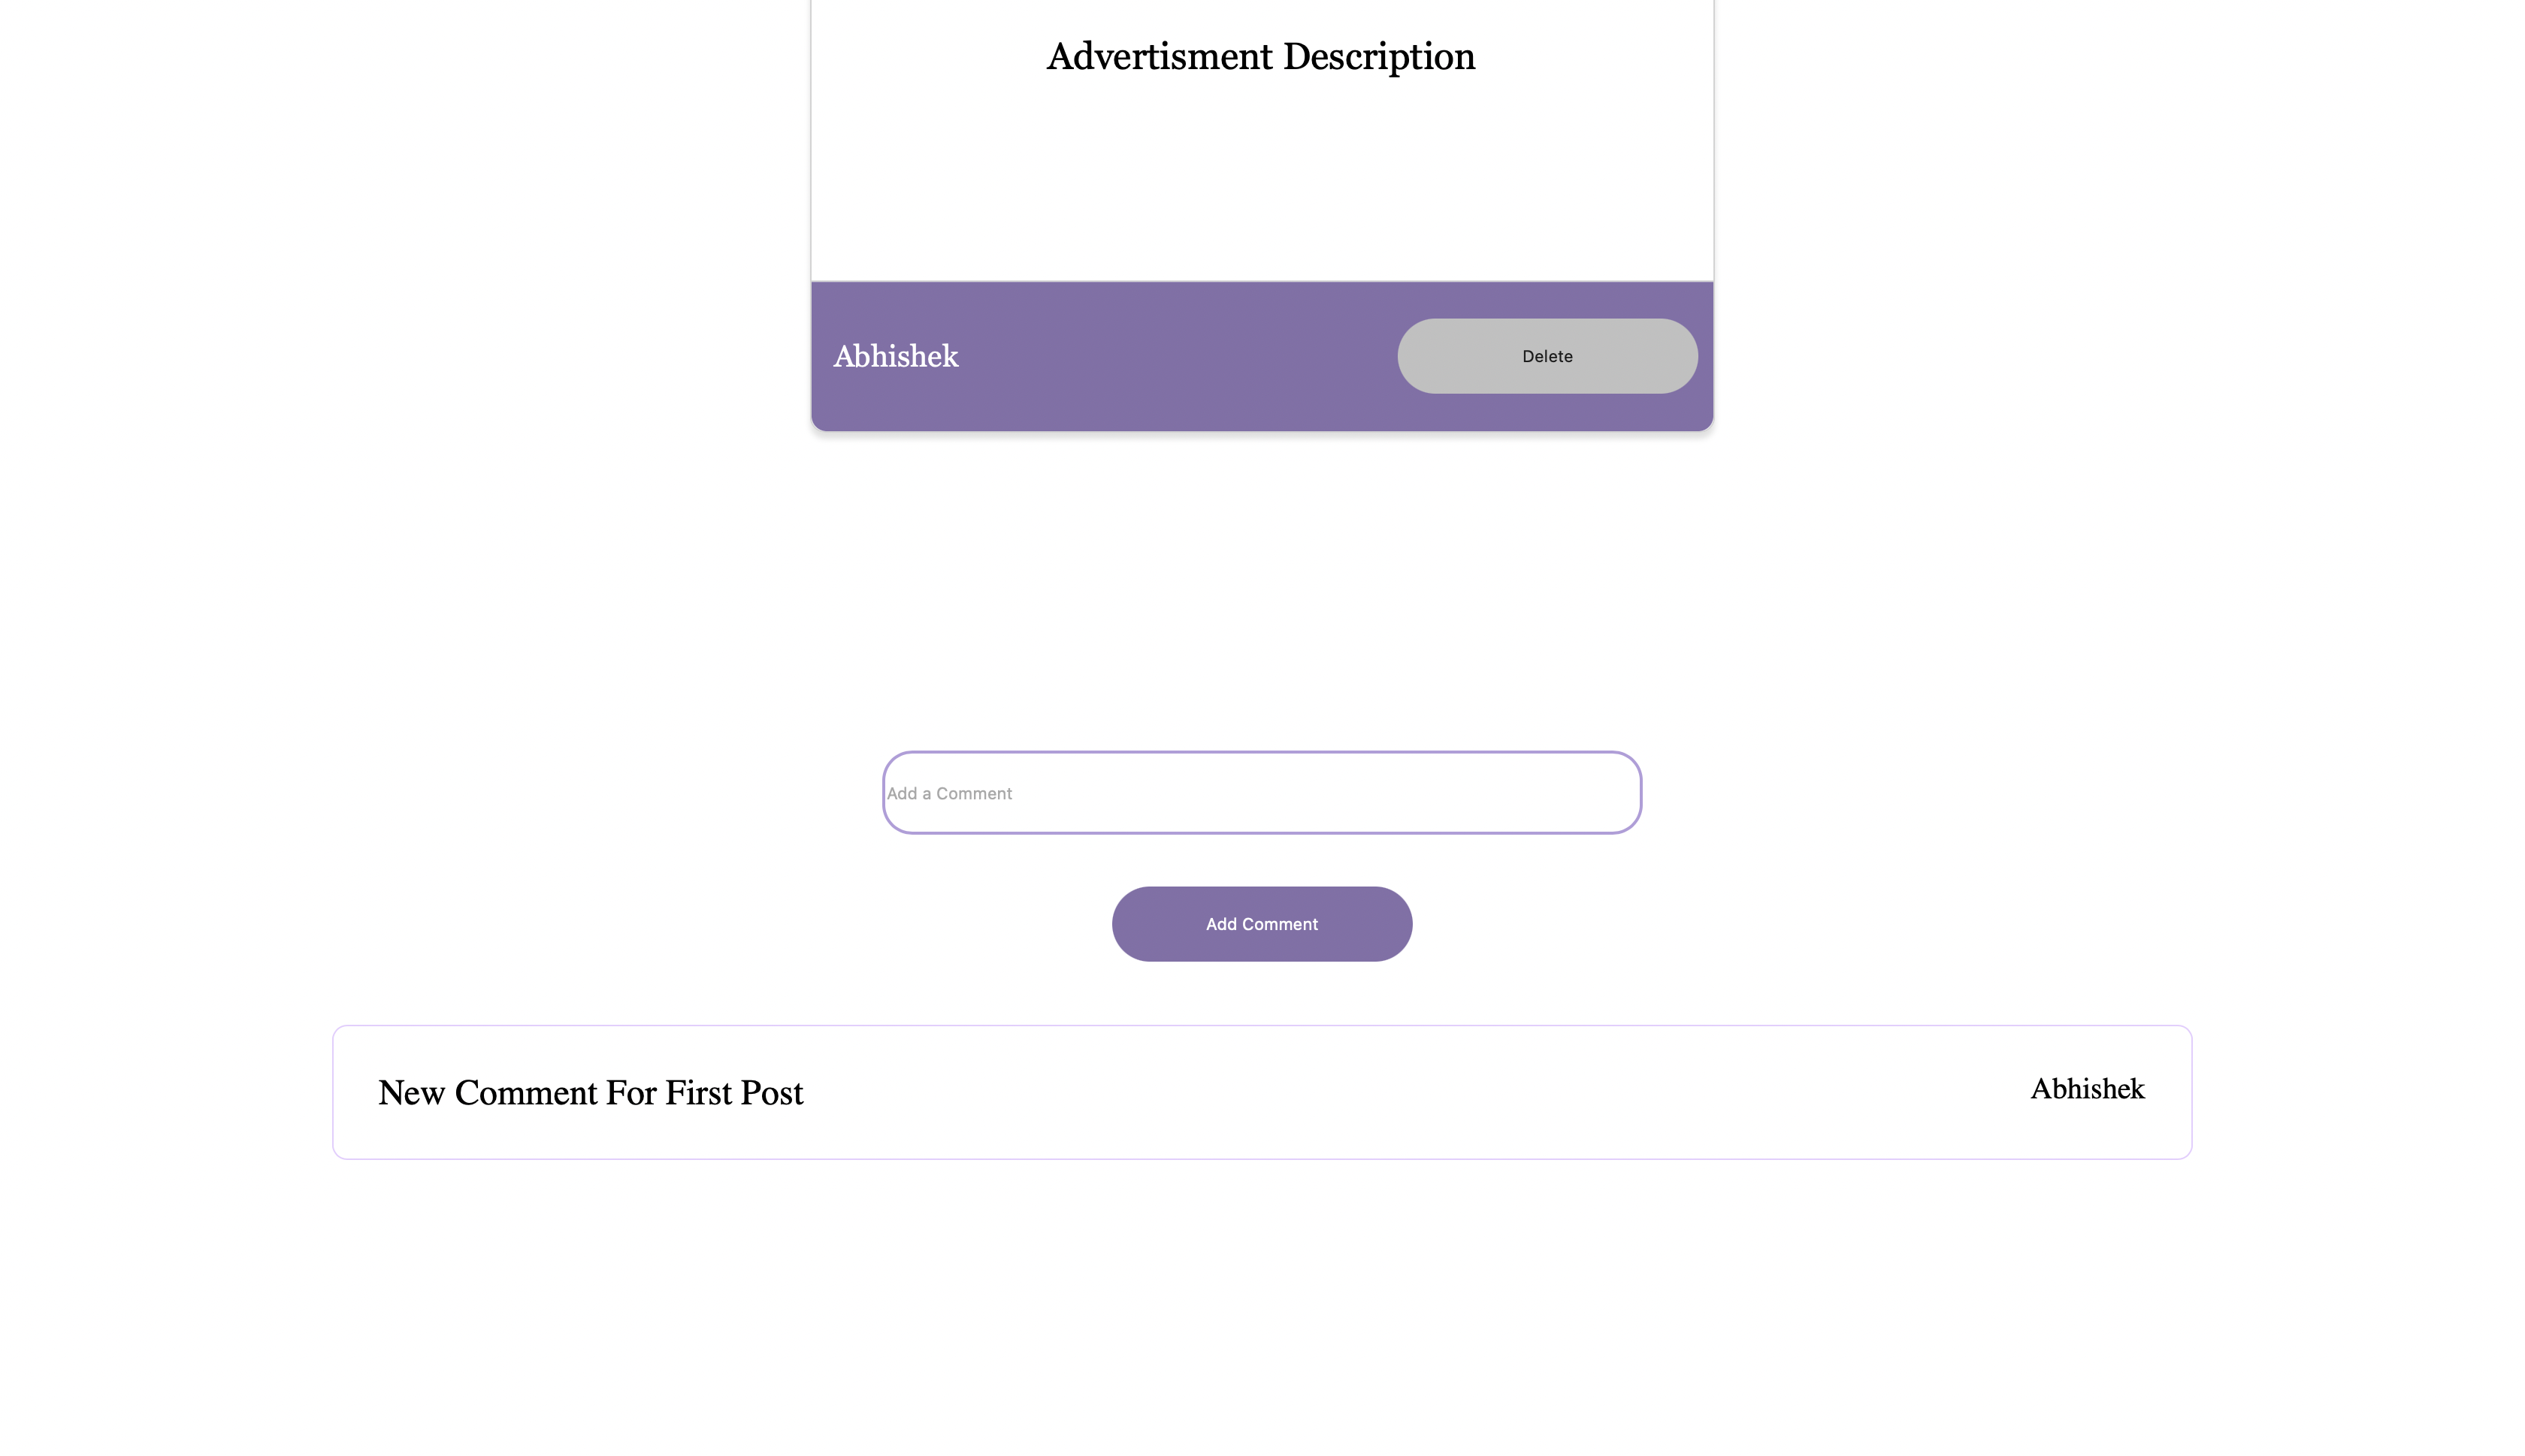 Advertisment Description
Abhishek
Delete
Add a Comment
Add Comment
New Comment For First Post
Abhishek